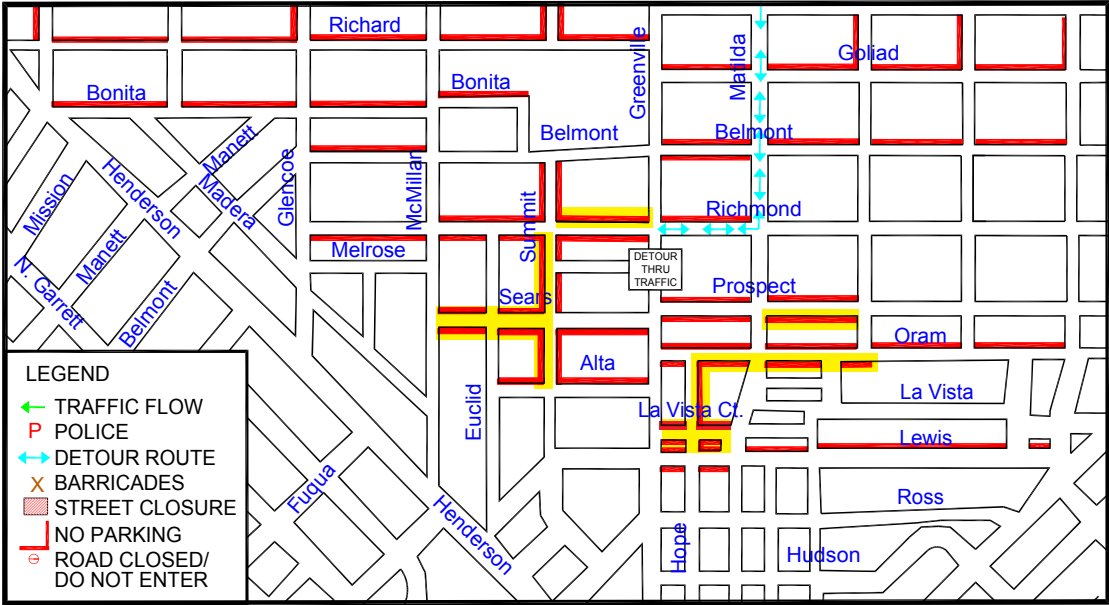 Richard
Greenville
Matilda
Goliad
Bonita
Bonita
Belmont
Belmont
Manett
Glencoe
McMillan
Henderson
Madera
Mission
Summit
Richmond
Manett
Melrose
DETOUR
THRU
TRAFFIC
N. Garrett
Belmont
Sears
Prospect
Oram
Alta
La Vista
Euclid
La Vista Ct.
Lewis
Fuqua
Henderson
Ross
Hope
Hudson
LEGEND
TRAFFIC FLOW
P POLICE
DETOUR ROUTE
X BARRICADES
STREET CLOSURE
NO PARKING
ROAD CLOSED/
DO NOT ENTER